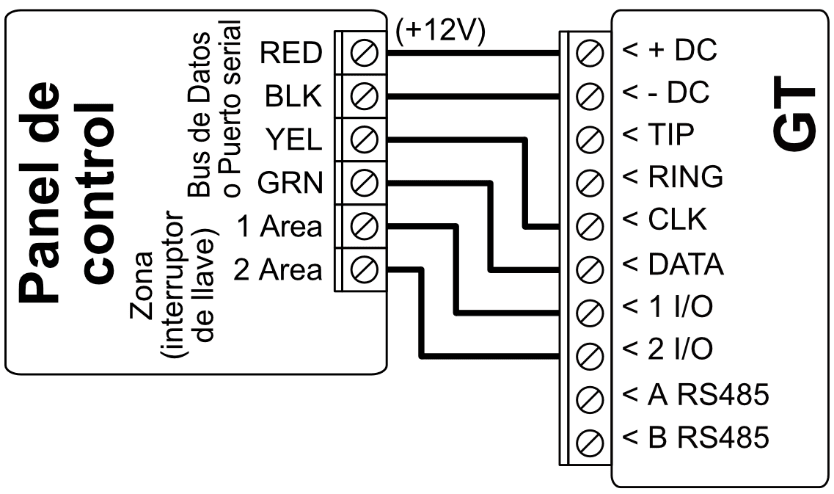 Panel de
control
Bus de Datos
o Puerto serial
Zona
(interruptor
de llave)
RED
BLK
YEL
GRN
1 Area
2 Area
(+12V)
< + DC
< - DC
< TIP
< RING
< CLK
< DATA
< 1 I/O
< 2 I/O
< A RS485
< B RS485
GT